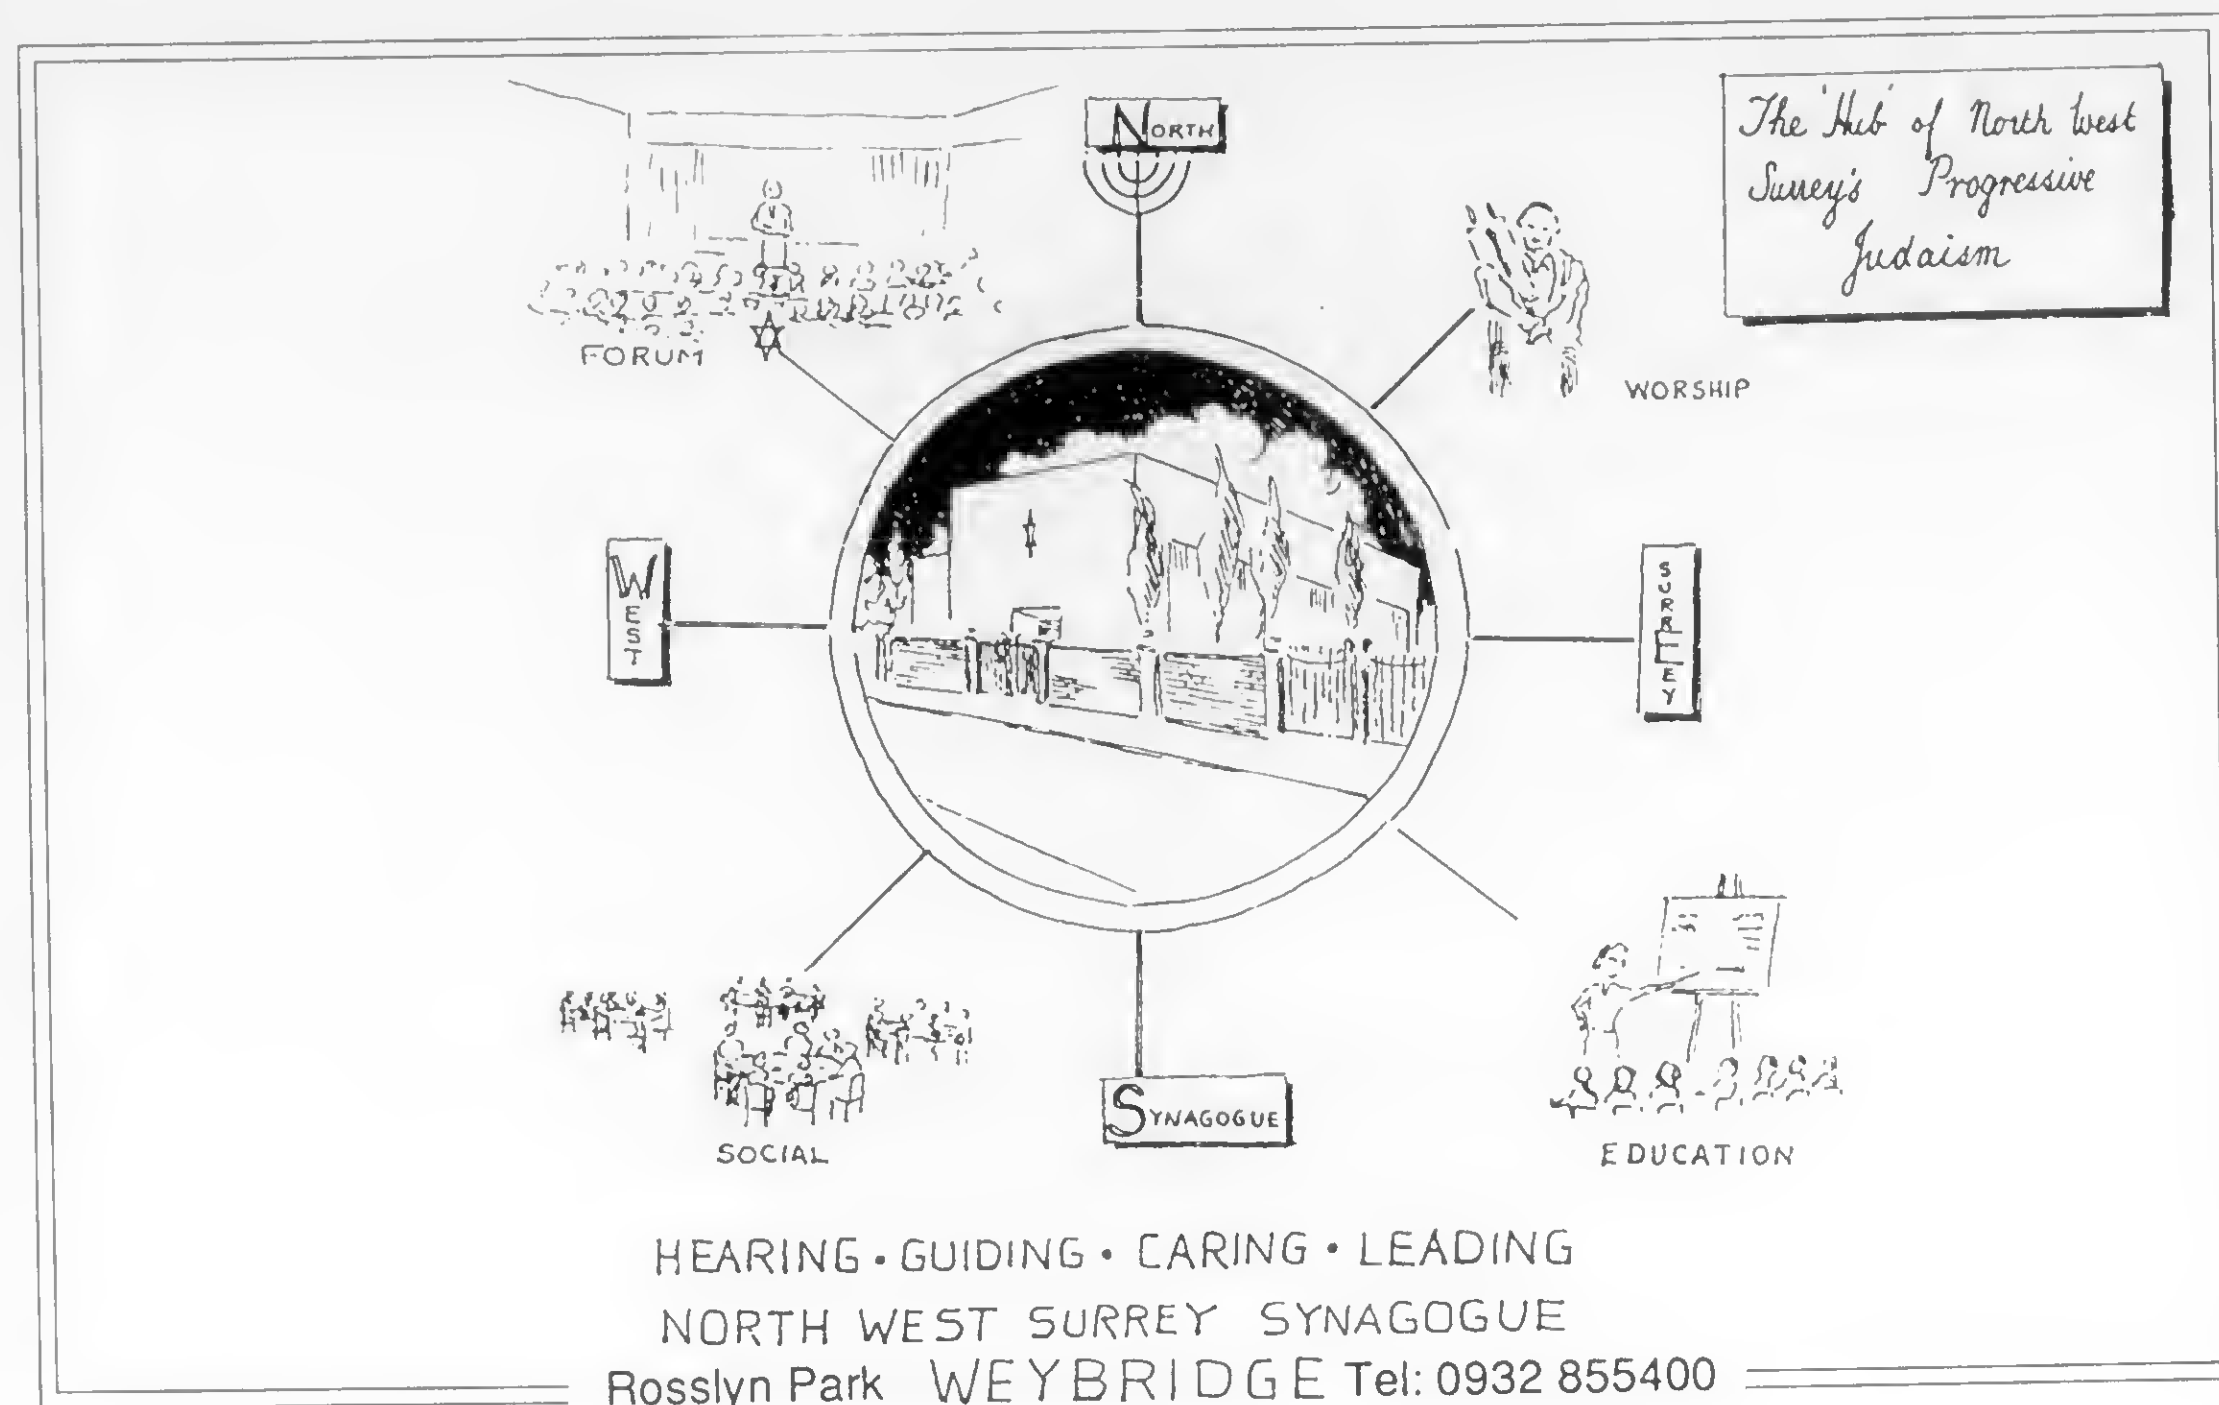 NORTH
The 'Hub' of North West
Surrey's Progressive
Judaism
FORUM
WORSHIP
WEST
SURREY
SYNAGOGUE
SOCIAL
EDUCATION
HEARING • GUIDING • CARING • LEADING
NORTH WEST SURREY SYNAGOGUE
Rosslyn Park WEYBRIDGE Tel: 0932 855400